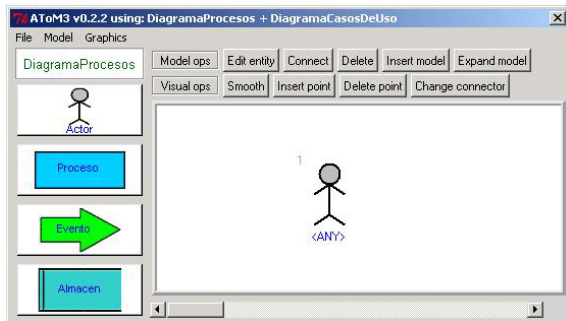 AToM3 v0.2.2 using: DiagramaProcesos + DiagramaCasosDeUso
File Model Graphics
DiagramaProcesos
Model ops Edit entity Connect Delete Insert model Expand model
Visual ops Smooth Insert point Delete point Change connector
Actor
Proceso
Evento
Almacen
1
<ANY>